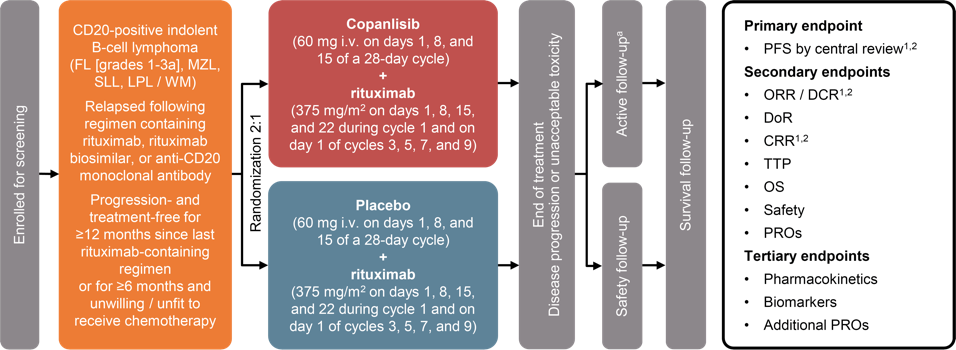 Enrolled for screening
CD20-positive indolent
B-cell lymphoma
(FL [grades 1-3a], MZL,
SLL, LPL / WM)
Relapsed following
regimen containing
rituximab, rituximab
biosimilar, or anti-CD20
monoclonal antibody
Progression- and
treatment-free for
≥12 months since last
rituximab-containing
regimen
or for ≥6 months and
unwilling / unfit to
receive chemotherapy
Randomization 2:1
Copanlisib
(60 mg i.v. on days 1, 8, and
15 of a 28-day cycle)
+
rituximab
(375 mg/m² on days 1, 8, 15,
and 22 during cycle 1 and on
day 1 of cycles 3, 5, 7, and 9)
Placebo
(60 mg i.v. on days 1, 8, and
15 of a 28-day cycle)
+
rituximab
(375 mg/m² on days 1, 8, 15,
and 22 during cycle 1 and on
day 1 of cycles 3, 5, 7, and 9)
End of treatment
Disease progression or unacceptable toxicity
Active follow-upᵃ
Safety follow-up
Survival follow-up
Primary endpoint
• PFS by central review¹,²
Secondary endpoints
• ORR / DCR¹,²
• DoR
• CRR¹,²
• TTP
• OS
• Safety
• PROs
Tertiary endpoints
• Pharmacokinetics
• Biomarkers
• Additional PROs